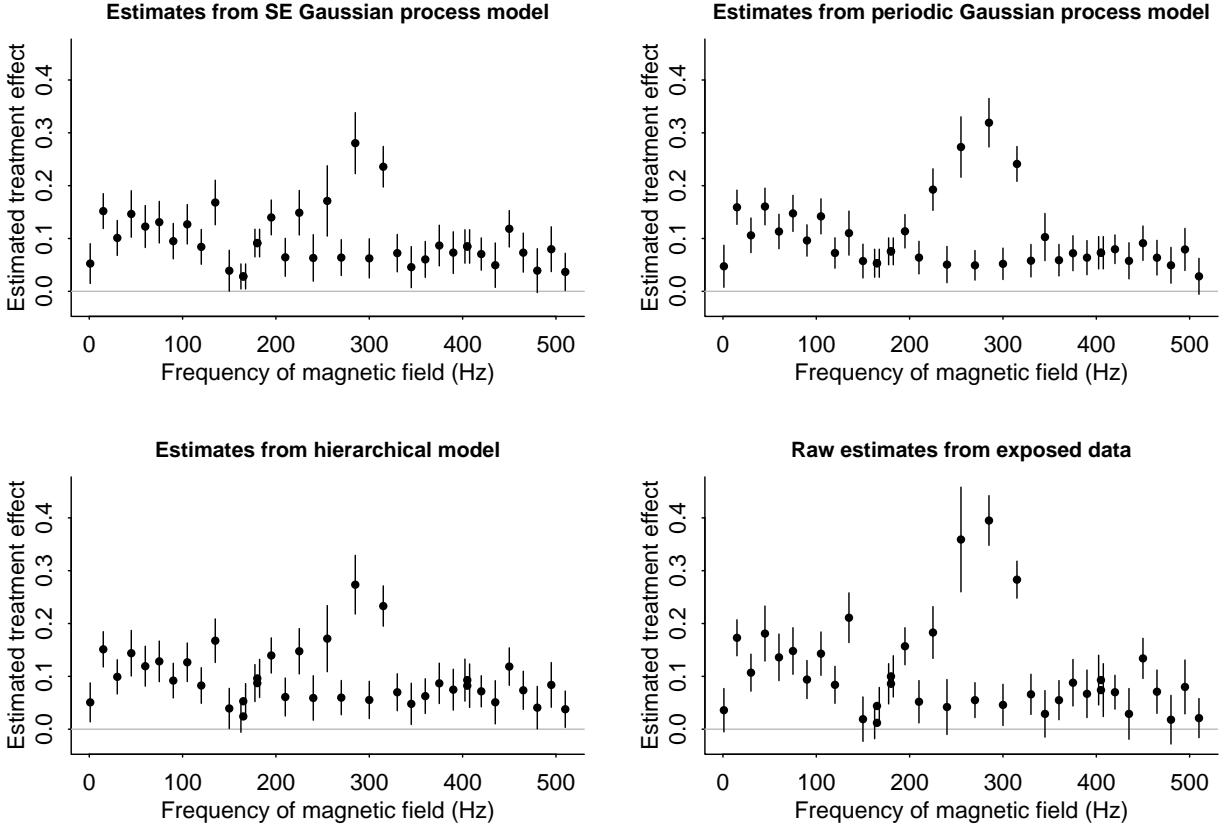 Estimates from SE Gaussian process model
Estimated treatment effect
0.0 0.1 0.2 0.3 0.4
0 100 200 300 400 500
Frequency of magnetic field (Hz)
Estimates from periodic Gaussian process model
Estimated treatment effect
0.0 0.1 0.2 0.3 0.4
0 100 200 300 400 500
Frequency of magnetic field (Hz)
Estimates from hierarchical model
Estimated treatment effect
0.0 0.1 0.2 0.3 0.4
0 100 200 300 400 500
Frequency of magnetic field (Hz)
Raw estimates from exposed data
Estimated treatment effect
0.0 0.1 0.2 0.3 0.4
0 100 200 300 400 500
Frequency of magnetic field (Hz)